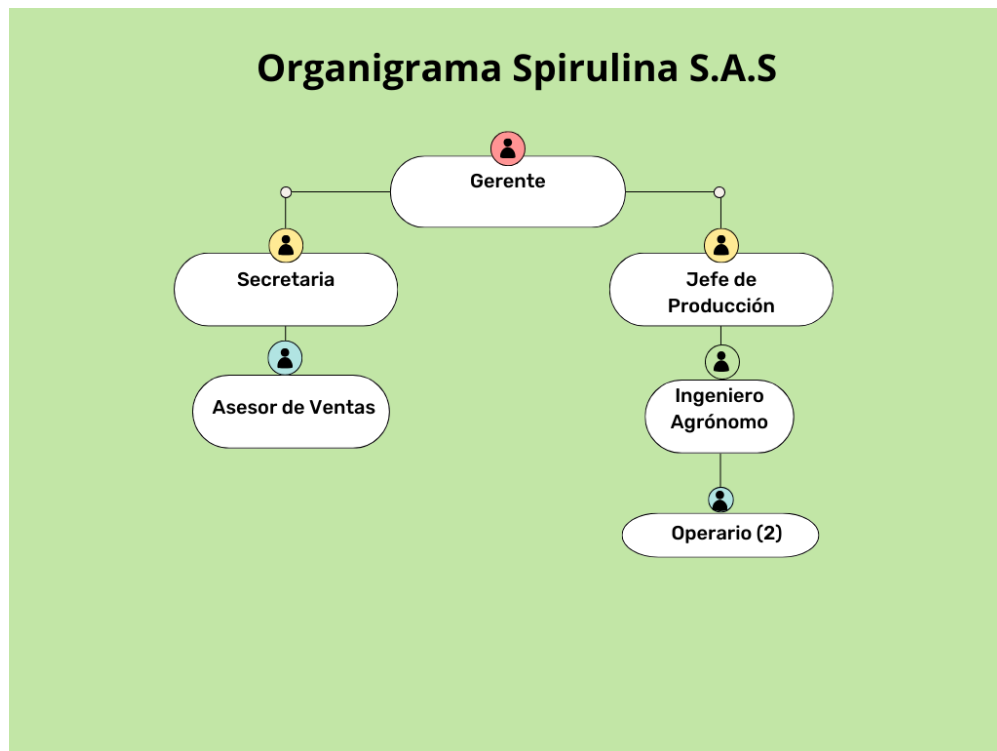 Organigrama Spirulina S.A.S
Gerente
Secretaria
Jefe de
Producción
Asesor de Ventas
Ingeniero
Agrónomo
Operario (2)